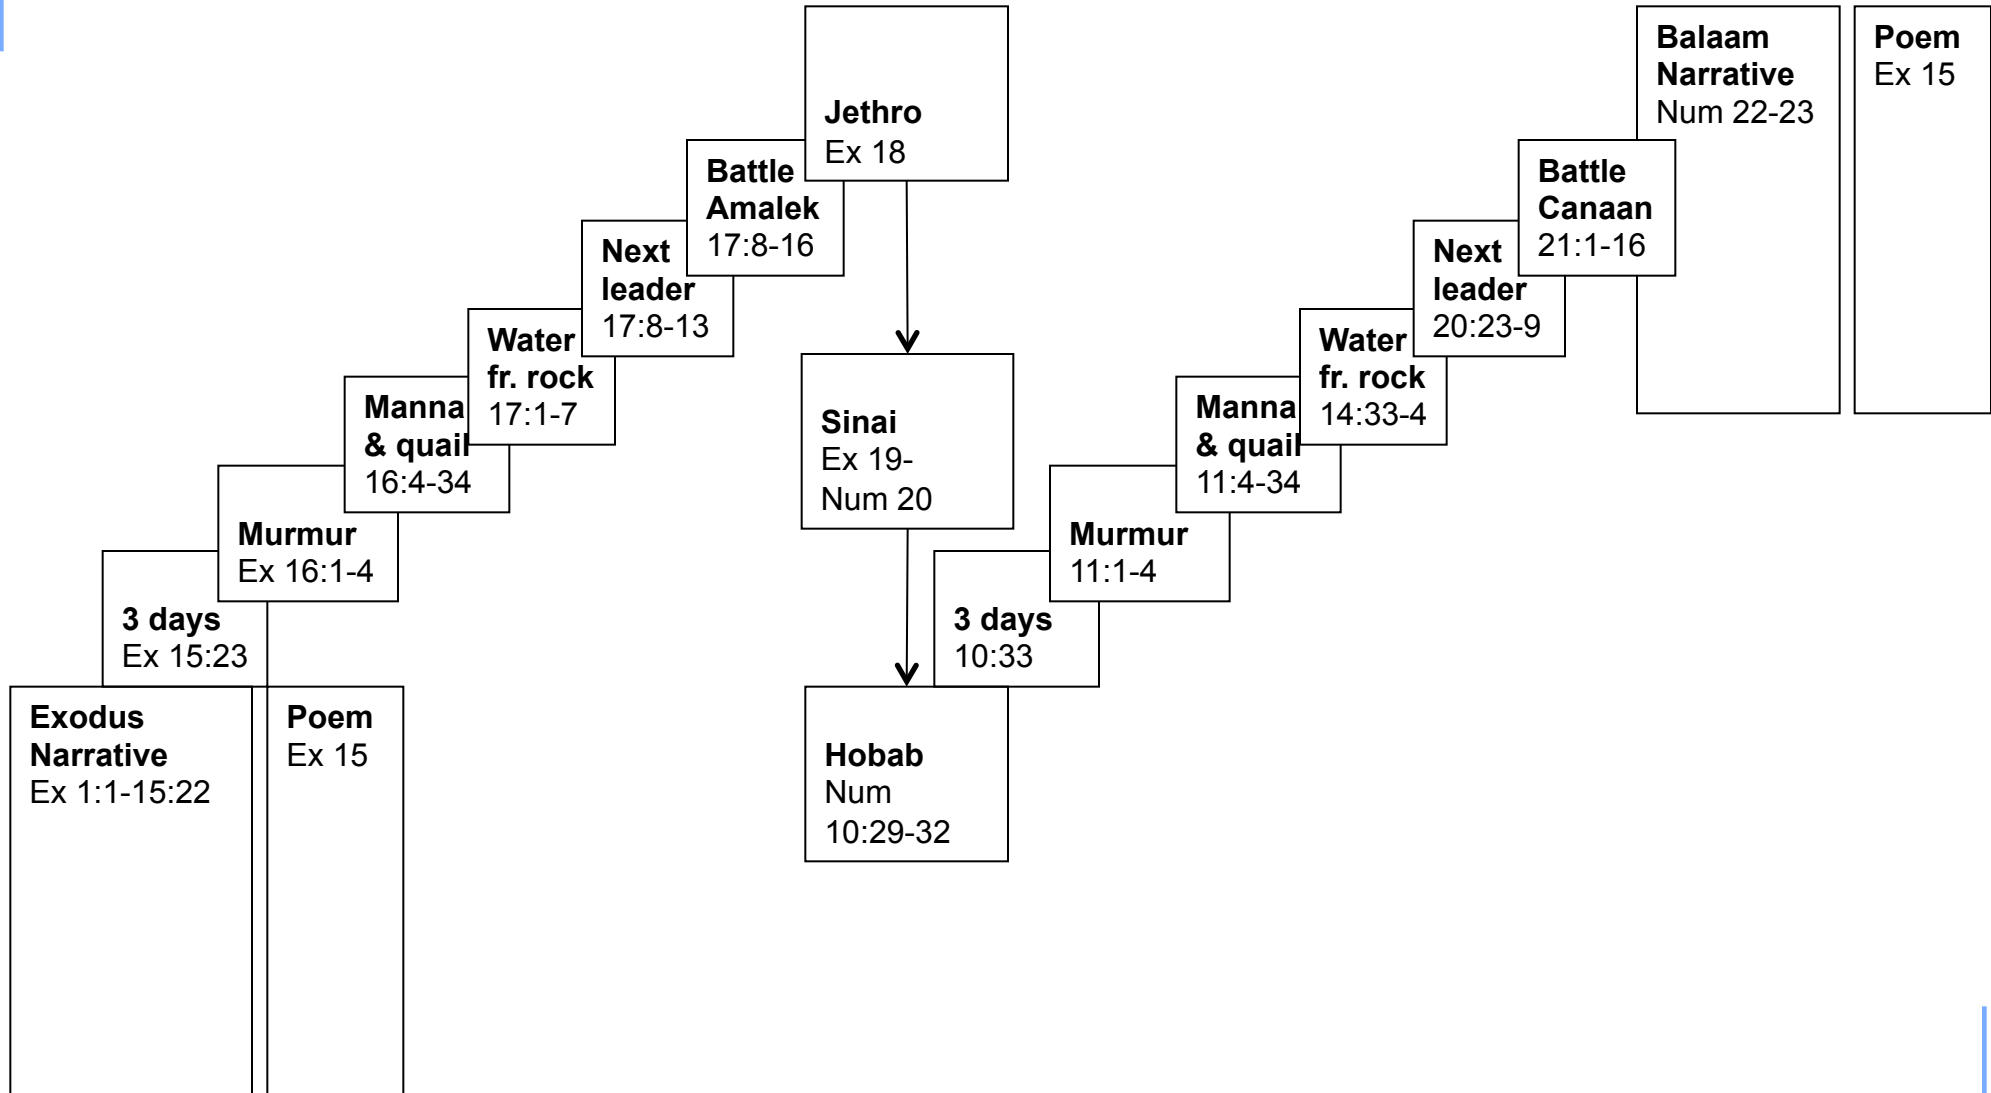 Exodus
Narrative
Ex 1:1-15:22
Poem
Ex 15
3 days
Ex 15:23
Murmur
Ex 16:1-4
Manna
& quail
16:4-34
Water
fr. rock
17:1-7
Next
leader
17:8-13
Battle
Amalek
17:8-16
Jethro
Ex 18
Sinai
Ex 19-
Num 20
Hobab
Num
10:29-32
3 days
10:33
Murmur
11:1-4
Manna
& quail
11:4-34
Water
fr. rock
14:33-4
Next
leader
20:23-9
Battle
Canaan
21:1-16
Balaam
Narrative
Num 22-23
Poem
Ex 15